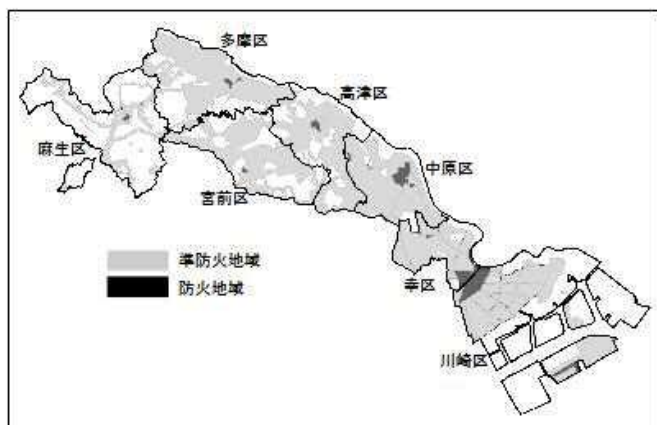 多摩区
高津区
麻生区
中原区
宮前区
準防火地域
防火地域
幸区
川崎区